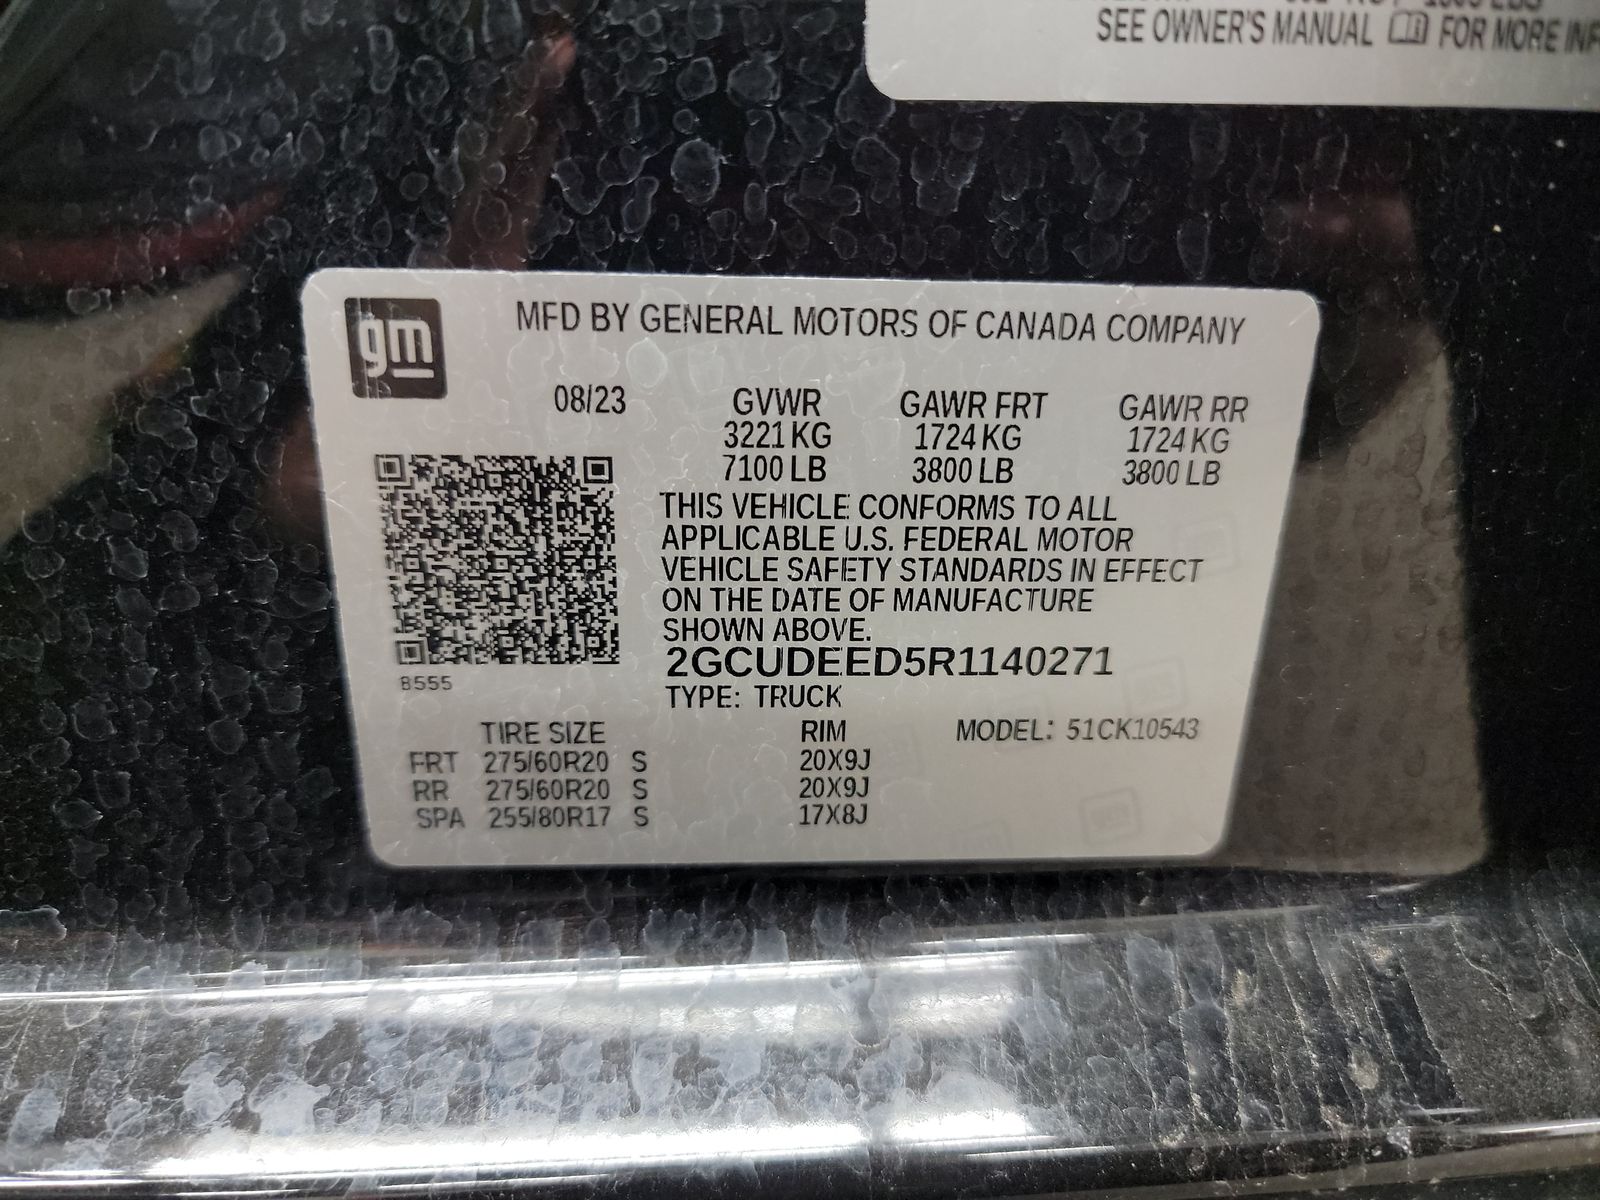 SEE OWNER'S MANUAL FOR MORE
gm
MFD BY GENERAL MOTORS OF CANADA COMPANY
08/23 GVWR GAWR FRT GAWR RR
3221 KG 1724 KG 1724 KG
7100 LB 3800 LB 3800 LB
THIS VEHICLE CONFORMS TO ALL
APPLICABLE U.S. FEDERAL MOTOR
VEHICLE SAFETY STANDARDS IN EFFECT
ON THE DATE OF MANUFACTURE
SHOWN ABOVE.
2GCUDEED5R1140271
8555
TYPE: TRUCK
TIRE SIZE RIM MODEL: 51CK10543
FRT 275/60R20 S 20X9J
RR 275/60R20 S 20X9J
SPA 255/80R17 S 17X8J